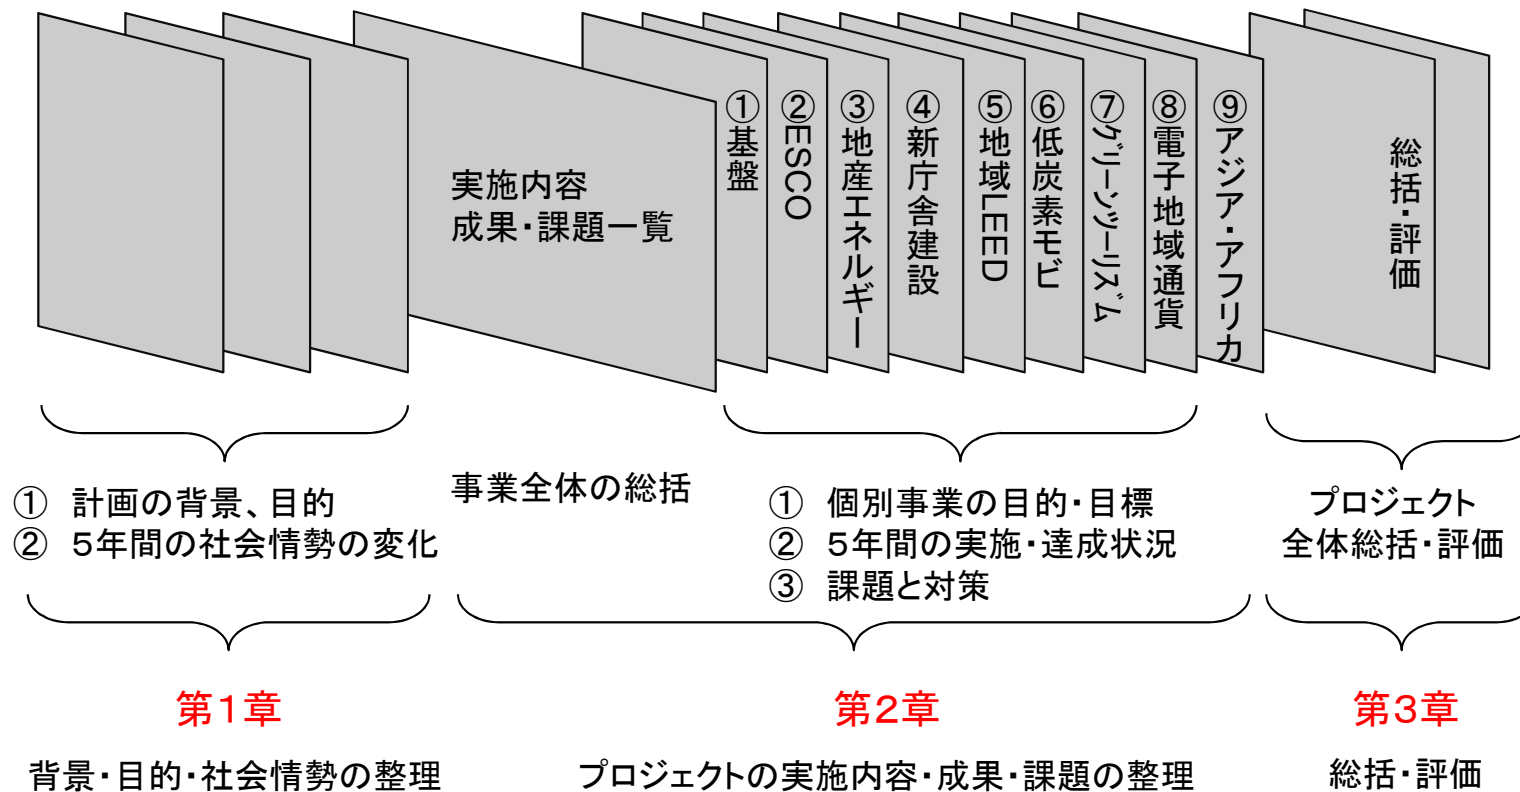 実施内容
成果・課題一覧
①基盤
②ESCO
③地産エネルギー
④新庁舎建設
⑤地域LEED
⑥低炭素モビ
⑦グリーンツーリズム
⑧電子地域通貨
⑨アジア・アフリカ
総括・評価
① 計画の背景、目的
② 5年間の社会情勢の変化
事業全体の総括
① 個別事業の目的・目標
② 5年間の実施・達成状況
③ 課題と対策
プロジェクト
全体総括・評価
第1章
第2章
第3章
背景・目的・社会情勢の整理
プロジェクトの実施内容・成果・課題の整理
総括・評価